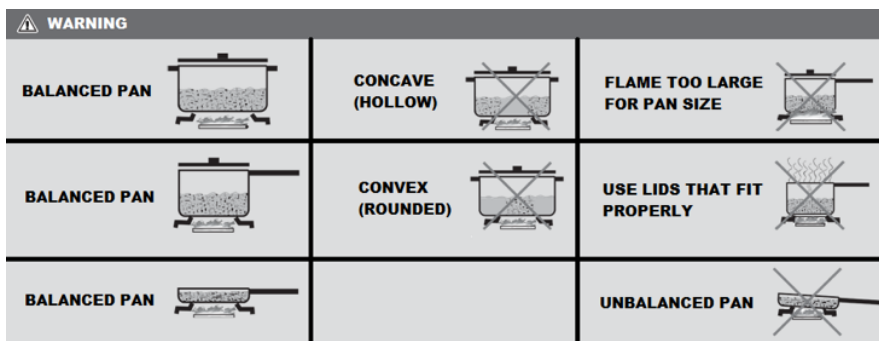 WARNING
BALANCED PAN
CONCAVE
(HOLLOW)
FLAME TOO LARGE
FOR PAN SIZE
BALANCED PAN
CONVEX
(ROUNDED)
USE LIDS THAT FIT
PROPERLY
BALANCED PAN
UNBALANCED PAN